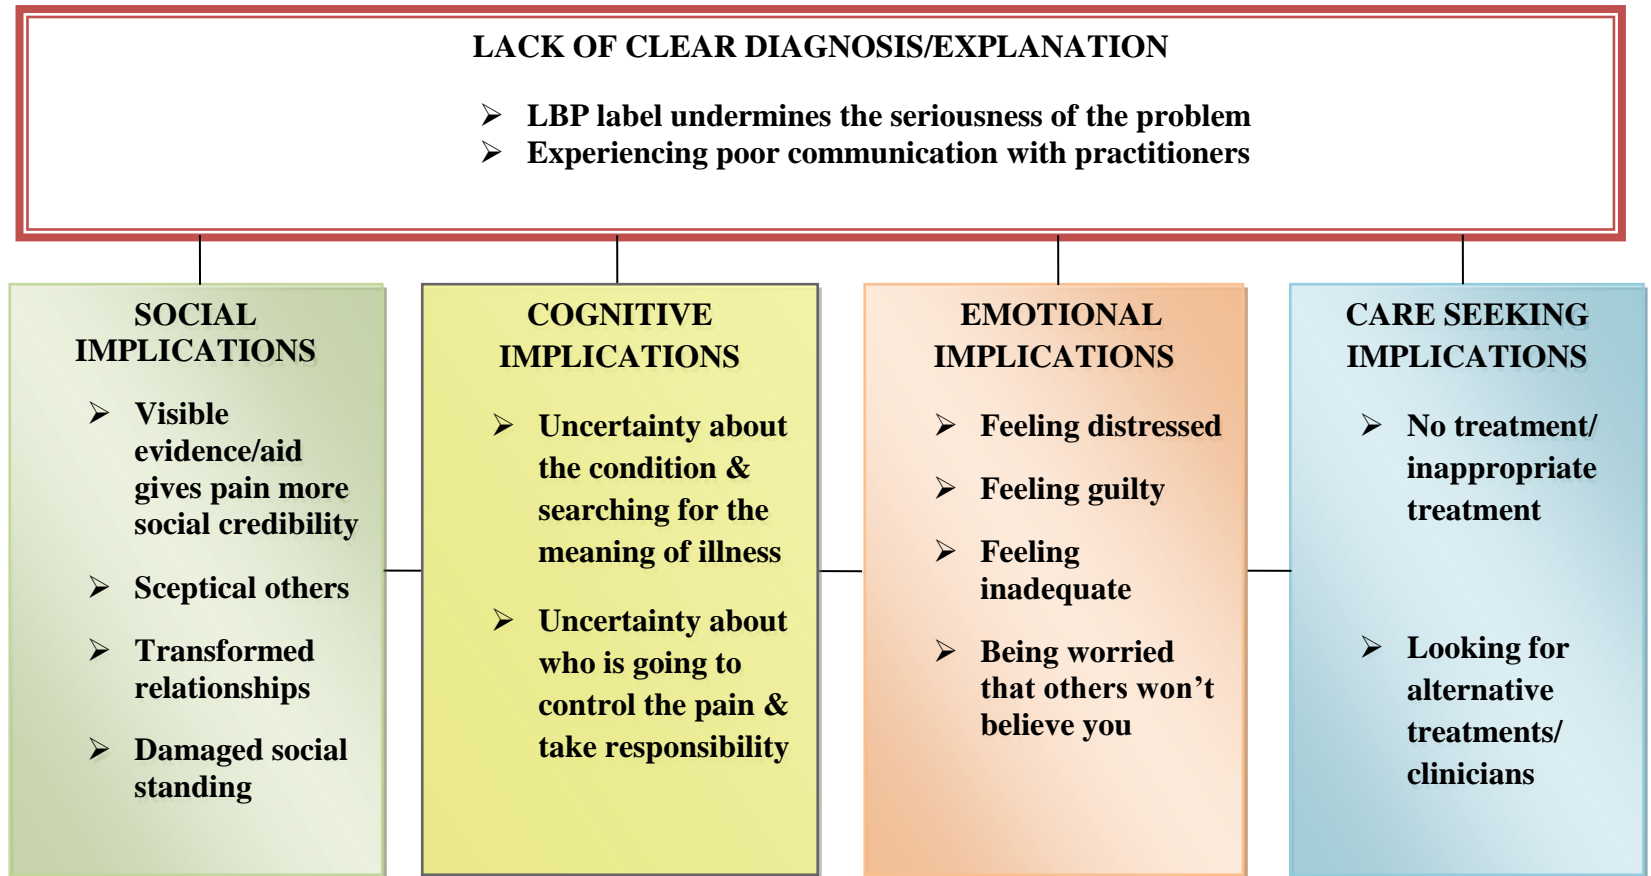 LACK OF CLEAR DIAGNOSIS/EXPLANATION
➢ LBP label undermines the seriousness of the problem
➢ Experiencing poor communication with practitioners
SOCIAL
IMPLICATIONS
➢ Visible
evidence/aid
gives pain more
social credibility
➢ Sceptical others
➢ Transformed
relationships
➢ Damaged social
standing
COGNITIVE
IMPLICATIONS
➢ Uncertainty about
the condition &
searching for the
meaning of illness
➢ Uncertainty about
who is going to
control the pain &
take responsibility
EMOTIONAL
IMPLICATIONS
➢ Feeling distressed
➢ Feeling guilty
➢ Feeling
inadequate
➢ Being worried
that others won’t
believe you
CARE SEEKING
IMPLICATIONS
➢ No treatment/
inappropriate
treatment
➢ Looking for
alternative
treatments/
clinicians